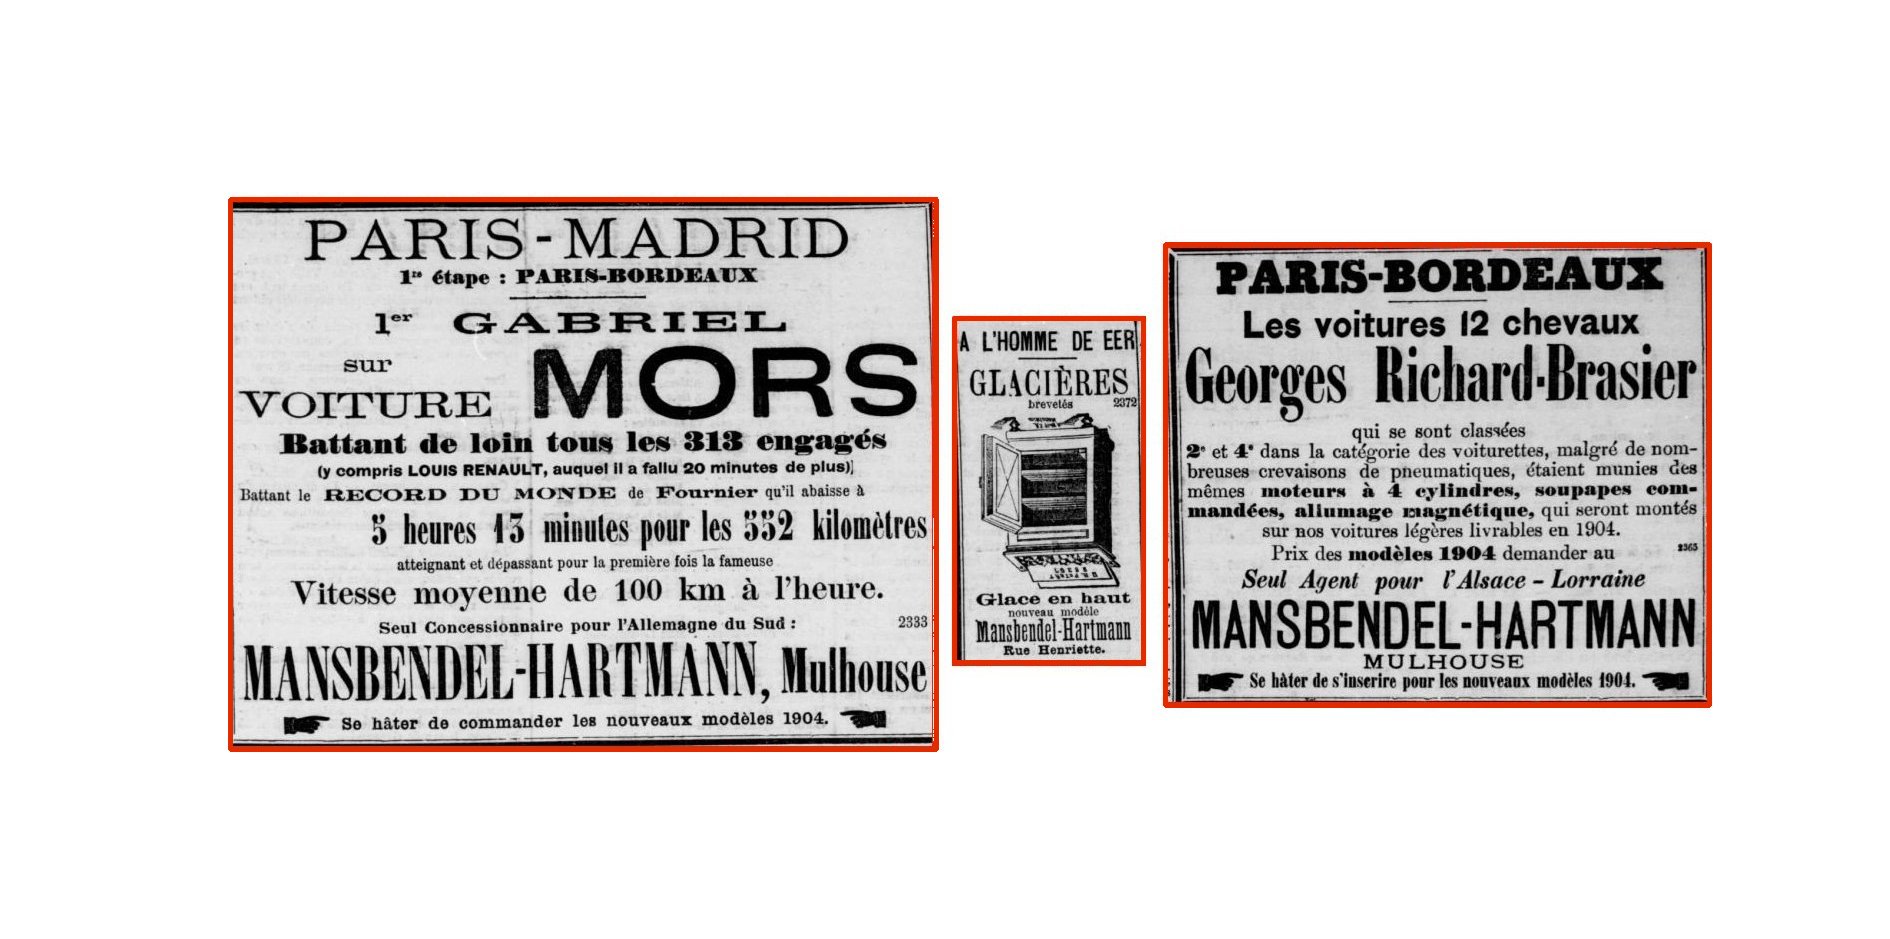 PARIS-MADRID
1re étape : PARIS-BORDEAUX
1er GABRIEL
sur
VOITURE MORS
Battant de loin tous les 313 engagés
(y compris LOUIS RENAULT, auquel il a fallu 20 minutes de plus)
Battant le RECORD DU MONDE de Fournier qu'il abaisse à
5 heures 13 minutes pour les 552 kilomètres
atteignant et dépassant pour la première fois la fameuse
Vitesse moyenne de 100 km à l'heure.
Seul Concessionnaire pour l'Allemagne du Sud : 2333
MANSBENDEL-HARTMANN, Mulhouse
Se hâter de commander les nouveaux modèles 1904.
A L'HOMME DE EER
GLACIÈRES
brevetés 2372
Glace en haut
nouveau modèle
Mansbendel-Hartmann
Rue Henriette.
PARIS-BORDEAUX
Les voitures 12 chevaux
Georges Richard-Brasier
qui se sont classées
2e et 4e dans la catégorie des voiturettes, malgré de nom-
breuses crevaisons de pneumatiques, étaient munies des
mêmes moteurs à 4 cylindres, soupapes com-
mandées, allumage magnétique, qui seront montés
sur nos voitures légères livrables en 1904.
Prix des modèles 1904 demander au 2365
Seul Agent pour l'Alsace-Lorraine
MANSBENDEL-HARTMANN
MULHOUSE
Se hâter de s'inscrire pour les nouveaux modèles 1904.